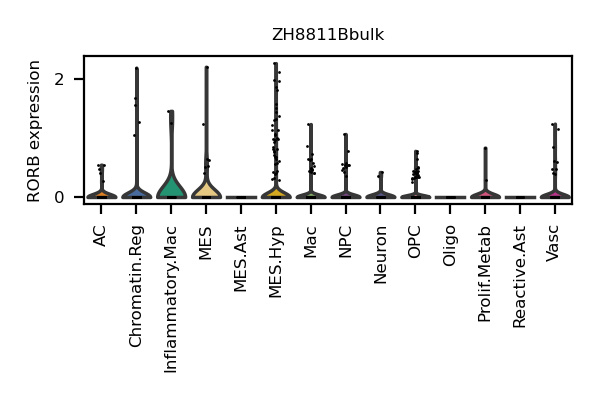 ZH8811Bbulk
RORB expression
2
0
AC
Chromatin.Reg
Inflammatory.Mac
MES
MES.Ast
MES.Hyp
Mac
NPC
Neuron
OPC
Oligo
Prolif.Metab
Reactive.Ast
Vasc